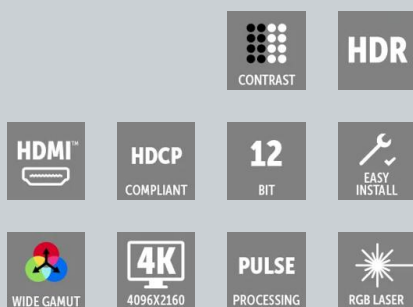 CONTRAST
HDR
HDMI™
HDCP
COMPLIANT
12
BIT
EASY
INSTALL
WIDE GAMUT
4K
4096X2160
PULSE
PROCESSING
RGB LASER